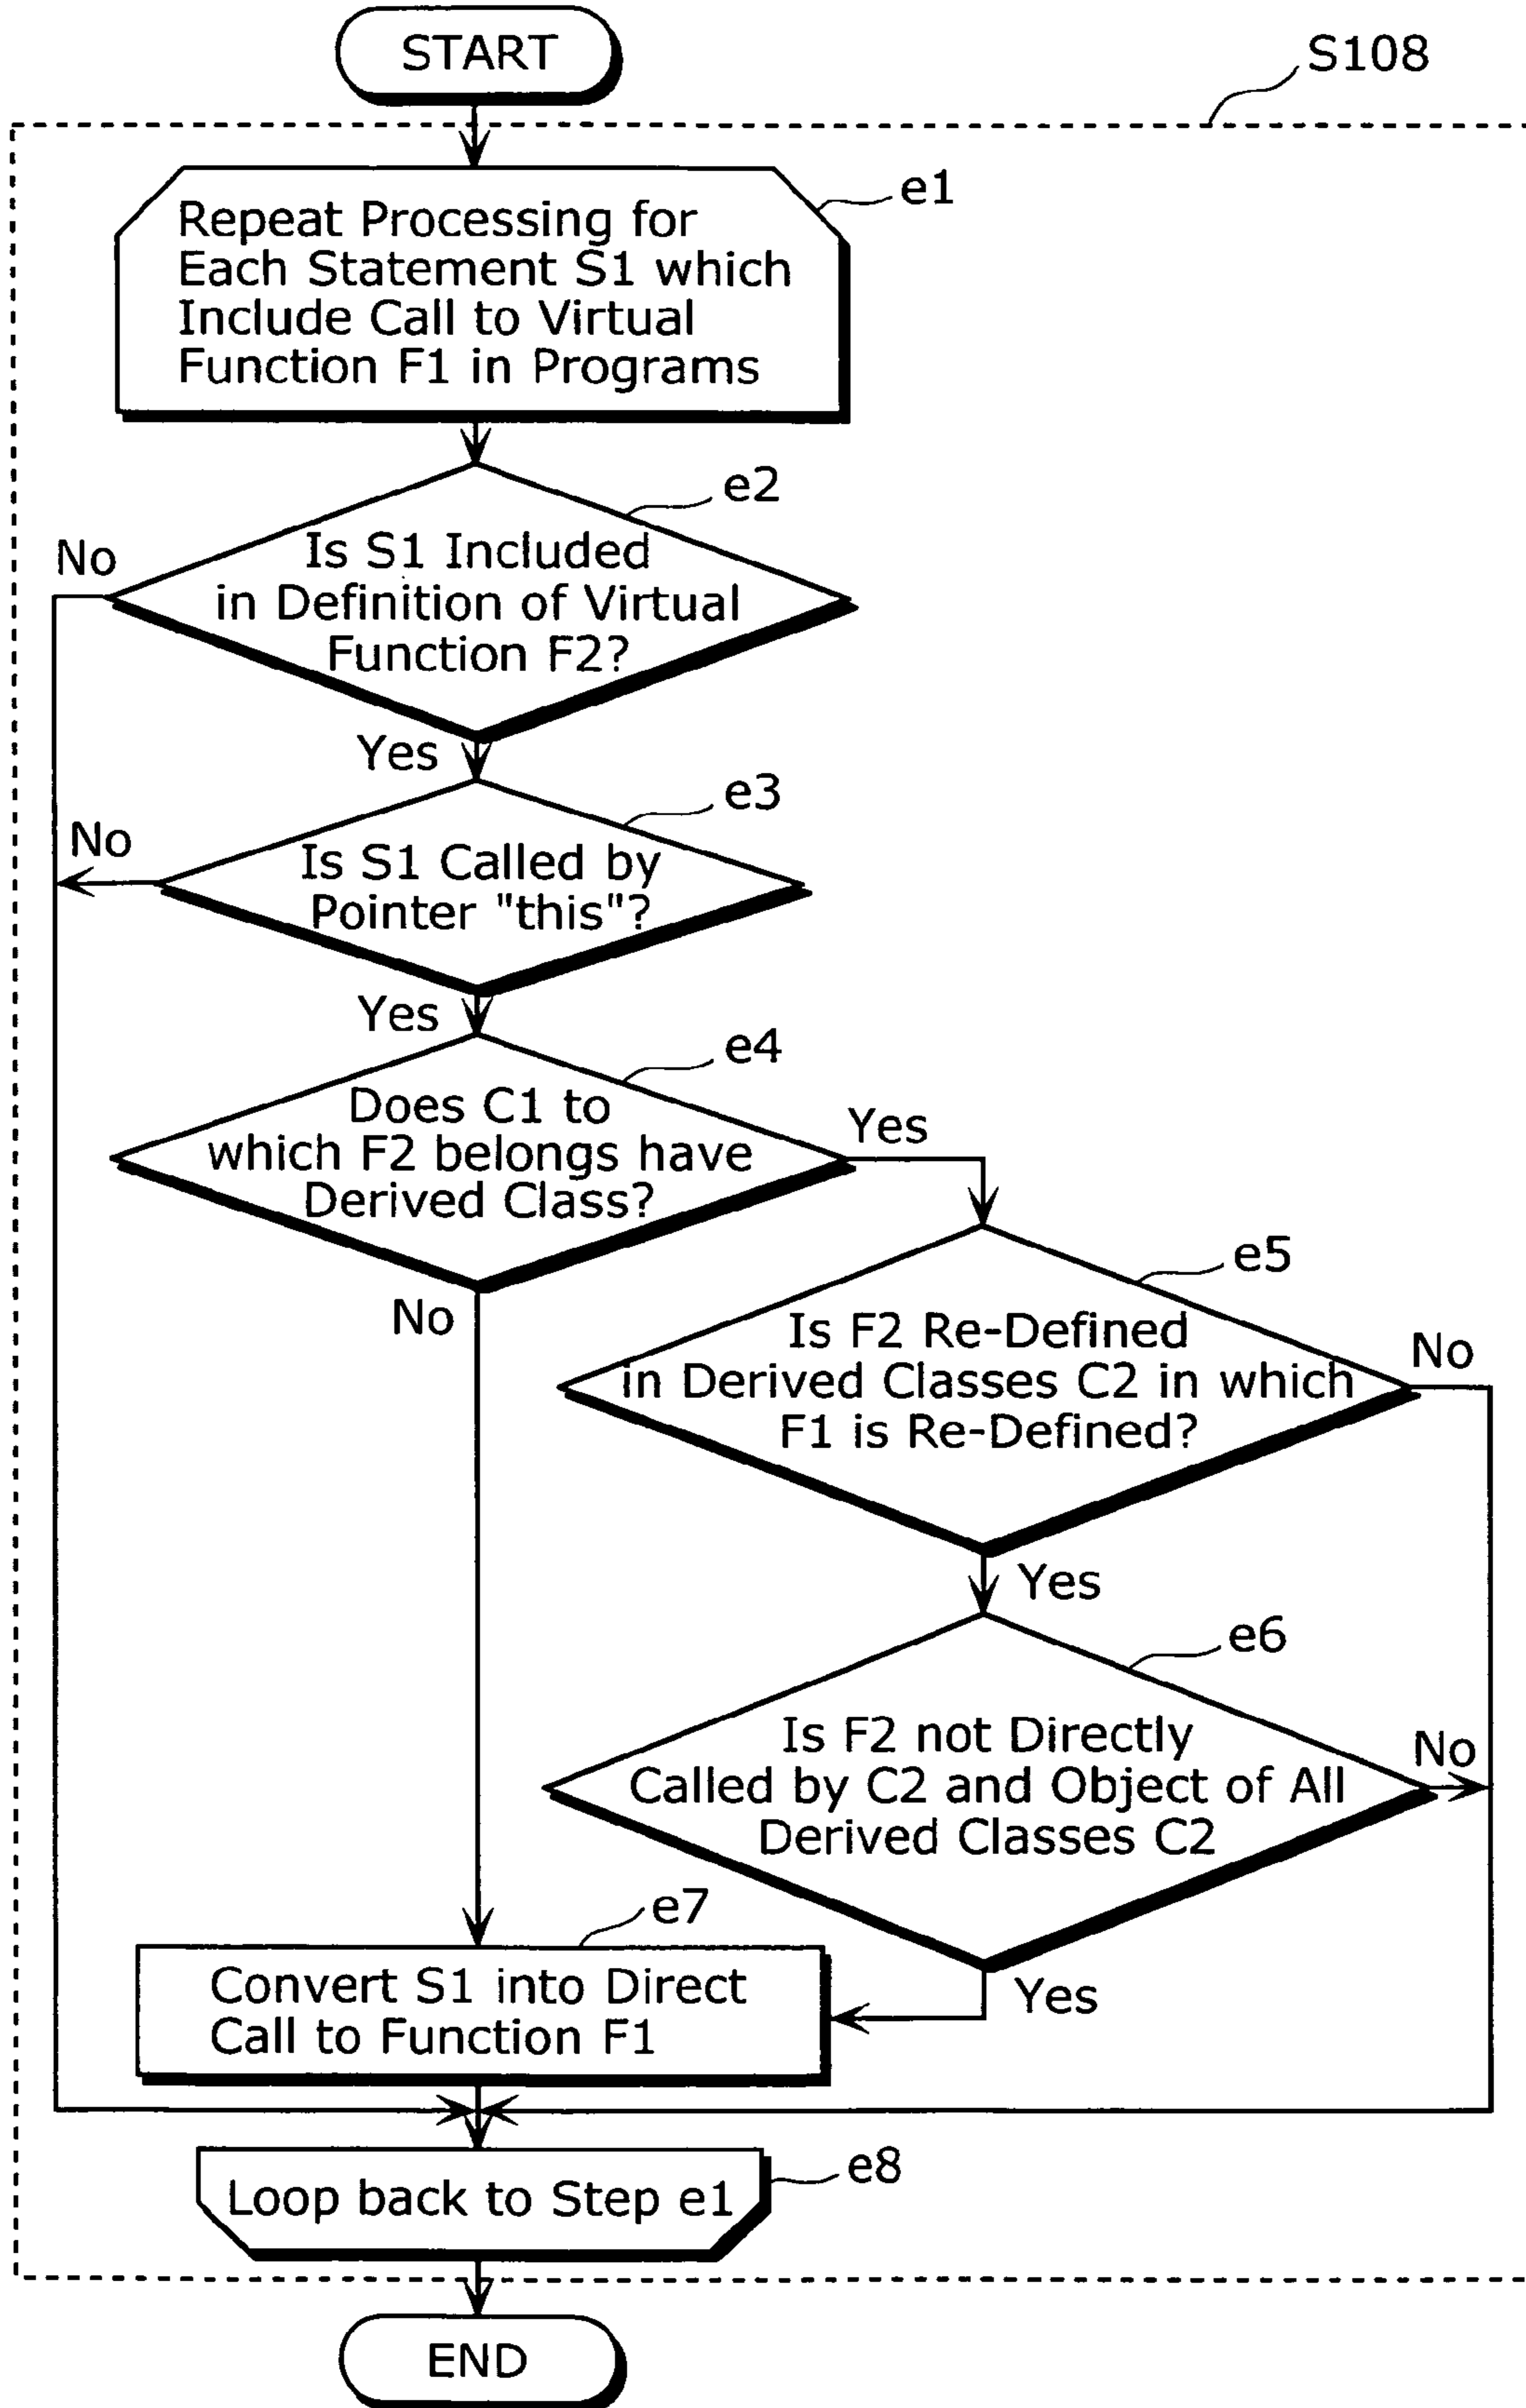 START
S108
e1
Repeat Processing for
Each Statement S1 which
Include Call to Virtual
Function F1 in Programs
e2
No
Is S1 Included
in Definition of Virtual
Function F2?
Yes
e3
No
Is S1 Called by
Pointer "this"?
Yes
e4
Does C1 to
which F2 belongs have
Derived Class?
Yes
No
e5
Is F2 Re-Defined
in Derived Classes C2 in which
F1 is Re-Defined?
No
Yes
e6
Is F2 not Directly
Called by C2 and Object of All
Derived Classes C2
No
Yes
e7
Convert S1 into Direct
Call to Function F1
e8
Loop back to Step e1
END